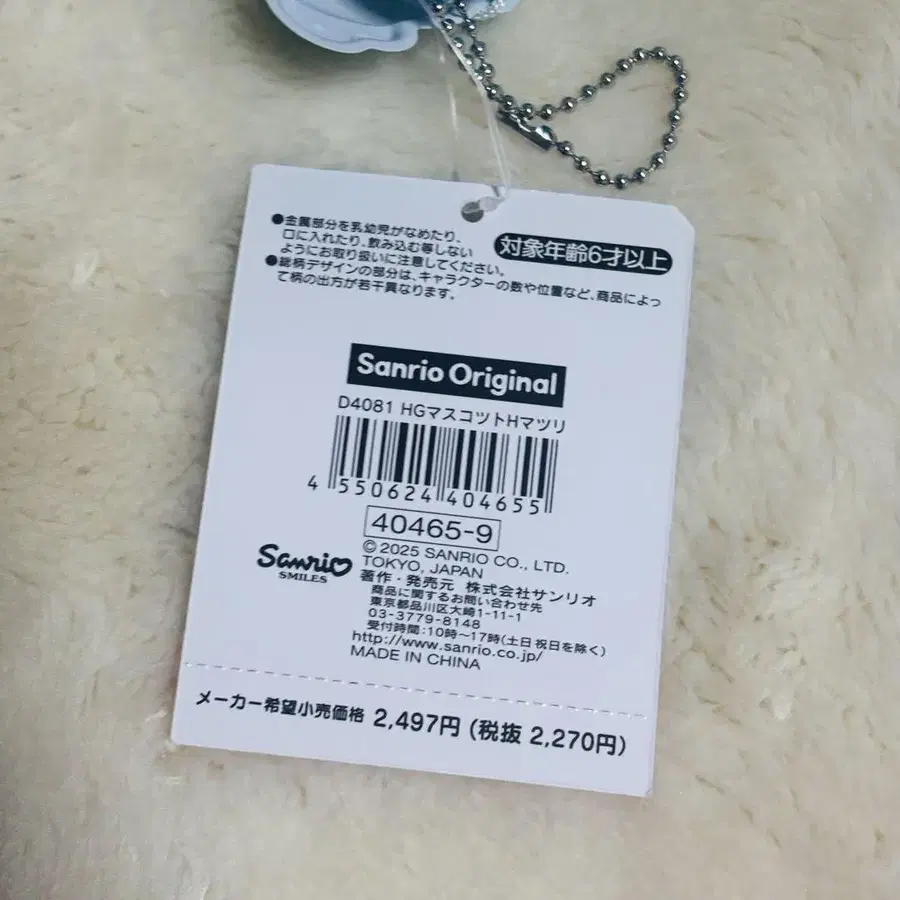 ●金属部分を乳幼児がなめたり、
口に入れたり、飲み込む等しない
ようにお取り扱いに注意してください。
対象年齢6才以上
●総柄デザインの部分は、キャラクターの数や位置など、商品によっ
て柄の出方が若干異なります。
Sanrio Original
D4081 HGマスコットHマツリ
4 550624 404655
40465-9
© 2025 SANRIO CO., LTD.
TOKYO, JAPAN
Sanrio
SMILES
著作・発売元 株式会社サンリオ
商品に関するお問い合わせ先
東京都品川区大崎1-11-1
03-3779-8148
受付時間:10時〜17時(土日祝日を除く)
http://www.sanrio.co.jp/
MADE IN CHINA
メーカー希望小売価格 2,497円 (税抜 2,270円)